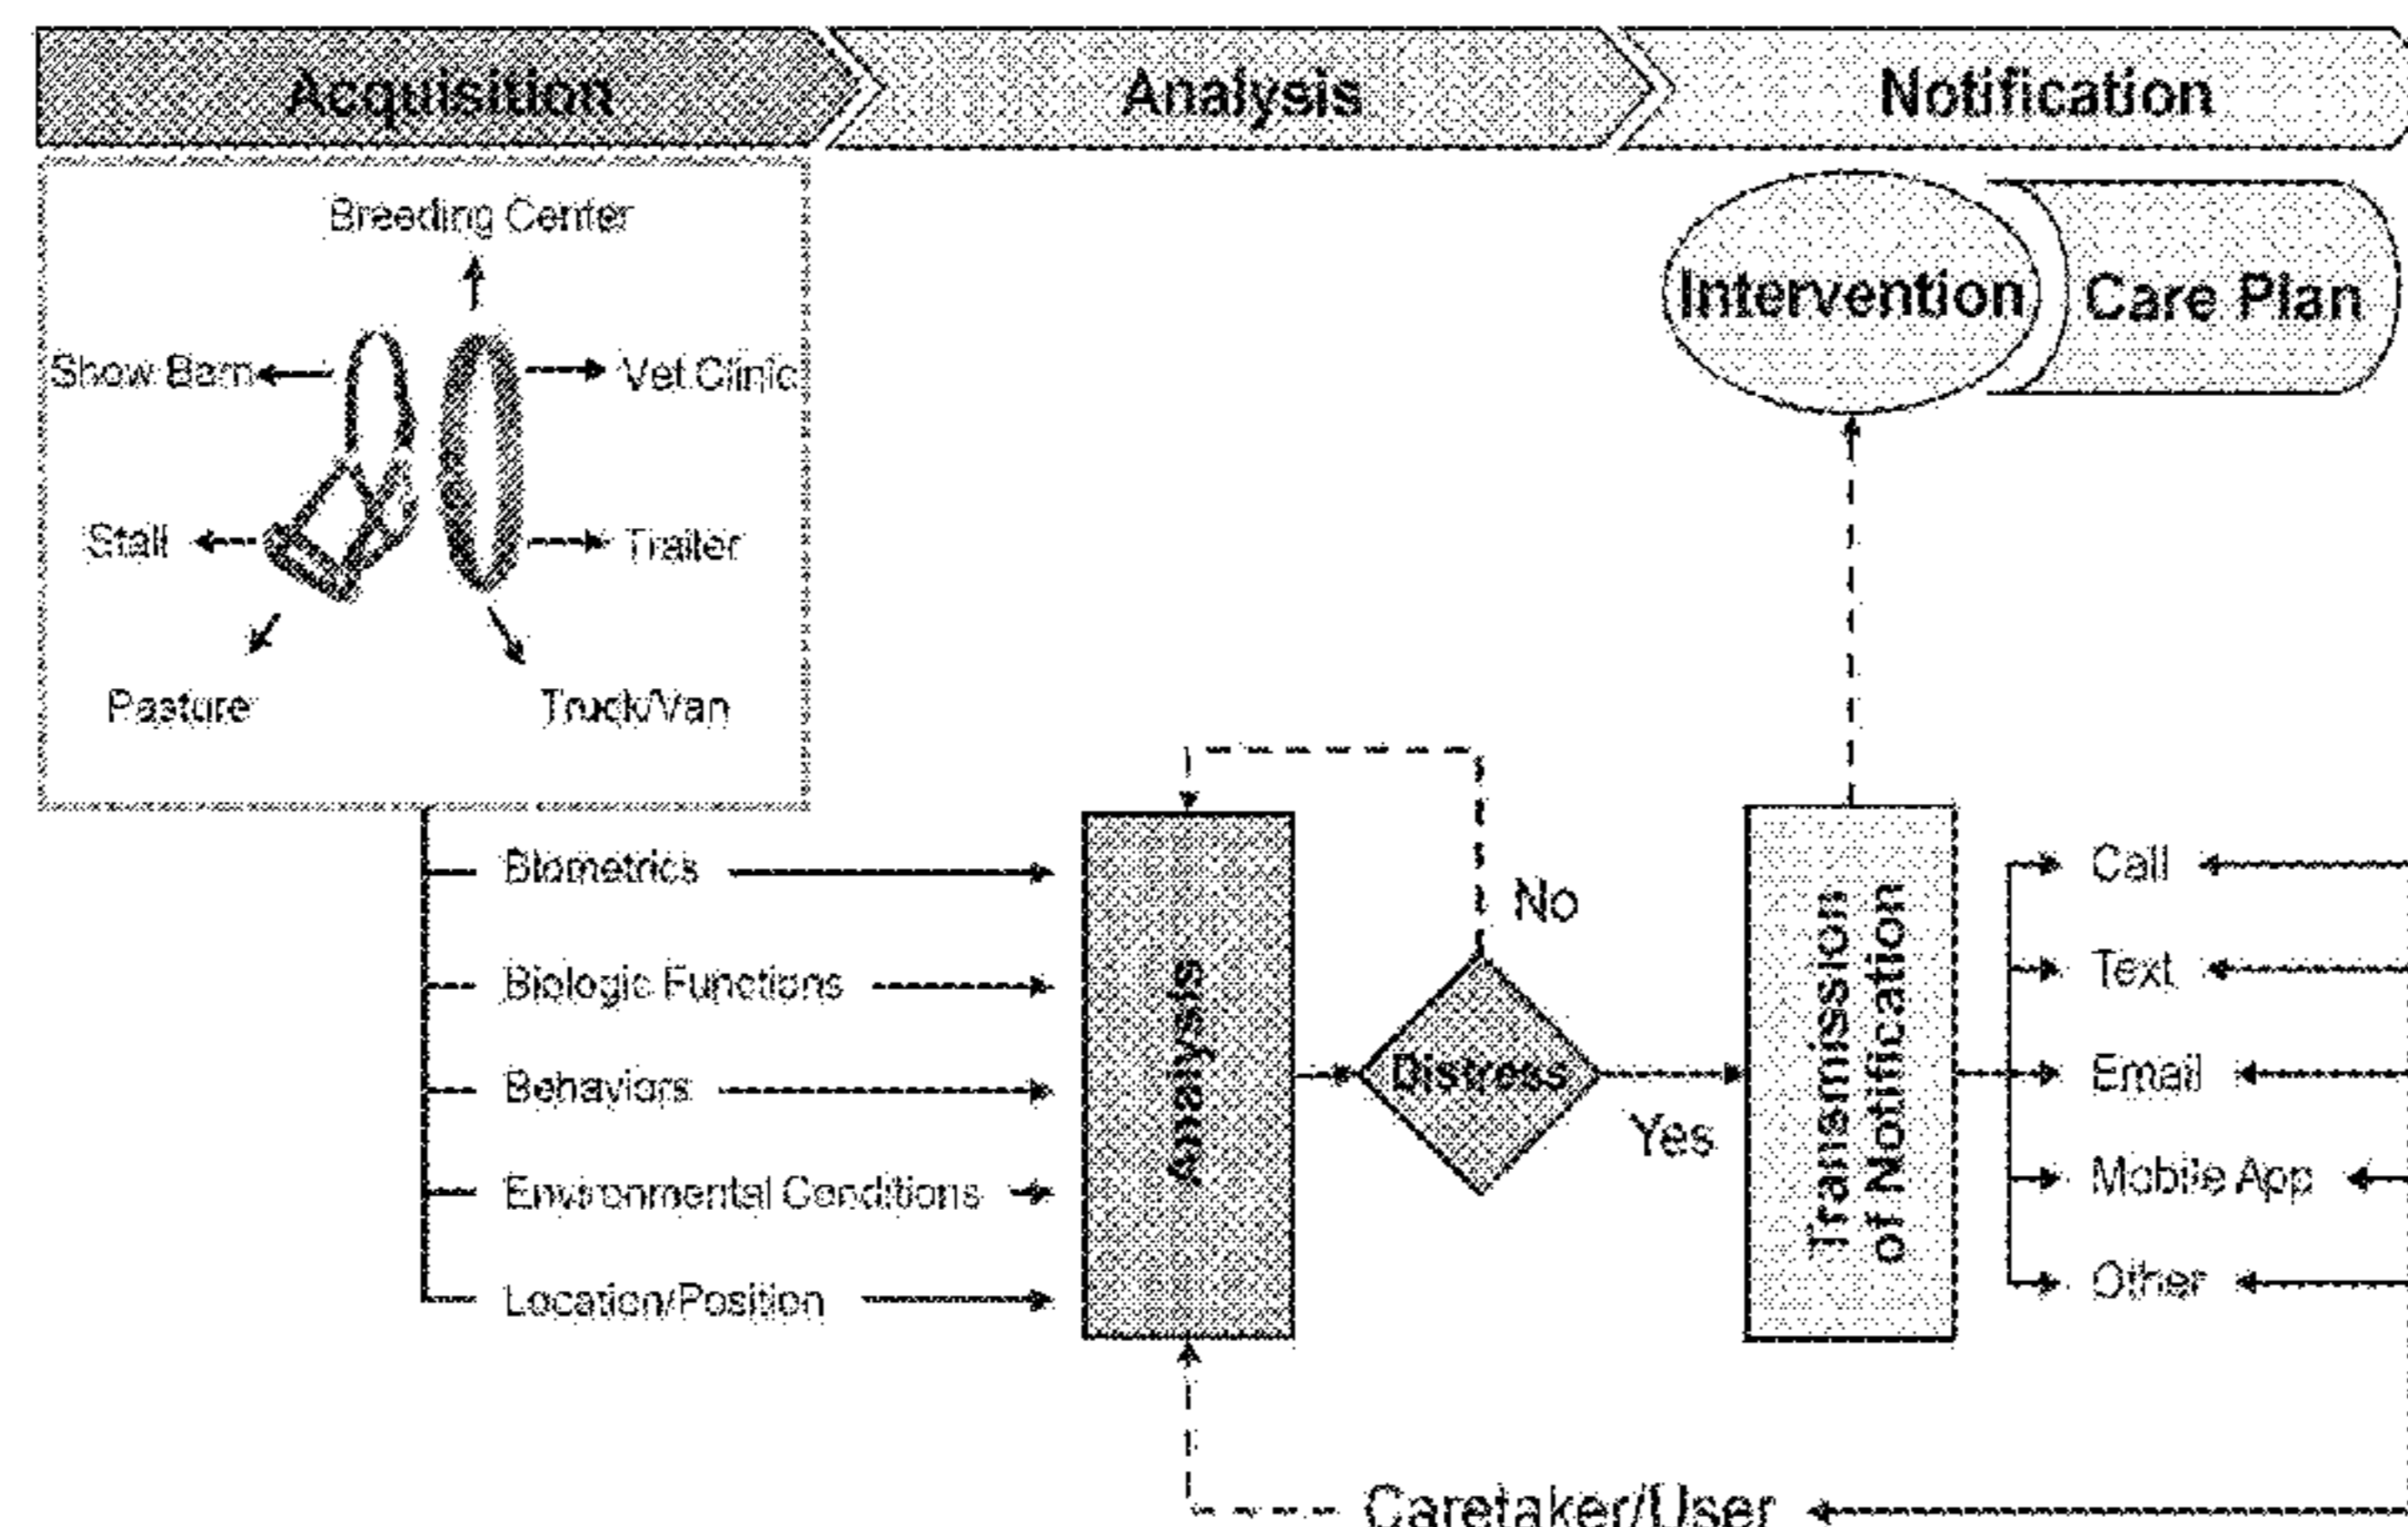 Acquisition
Analysis
Notification
Breeding Center
Show Barn
Vet Clinic
Stall
Trailer
Pasture
Truck/Van
Intervention
Care Plan
Biometrics
Biologic Functions
Behaviors
Environmental Conditions
Location/Position
Analysis
Distress
No
Yes
Transmission
of Notification
Call
Text
Email
Mobile App
Other
Caretaker/User